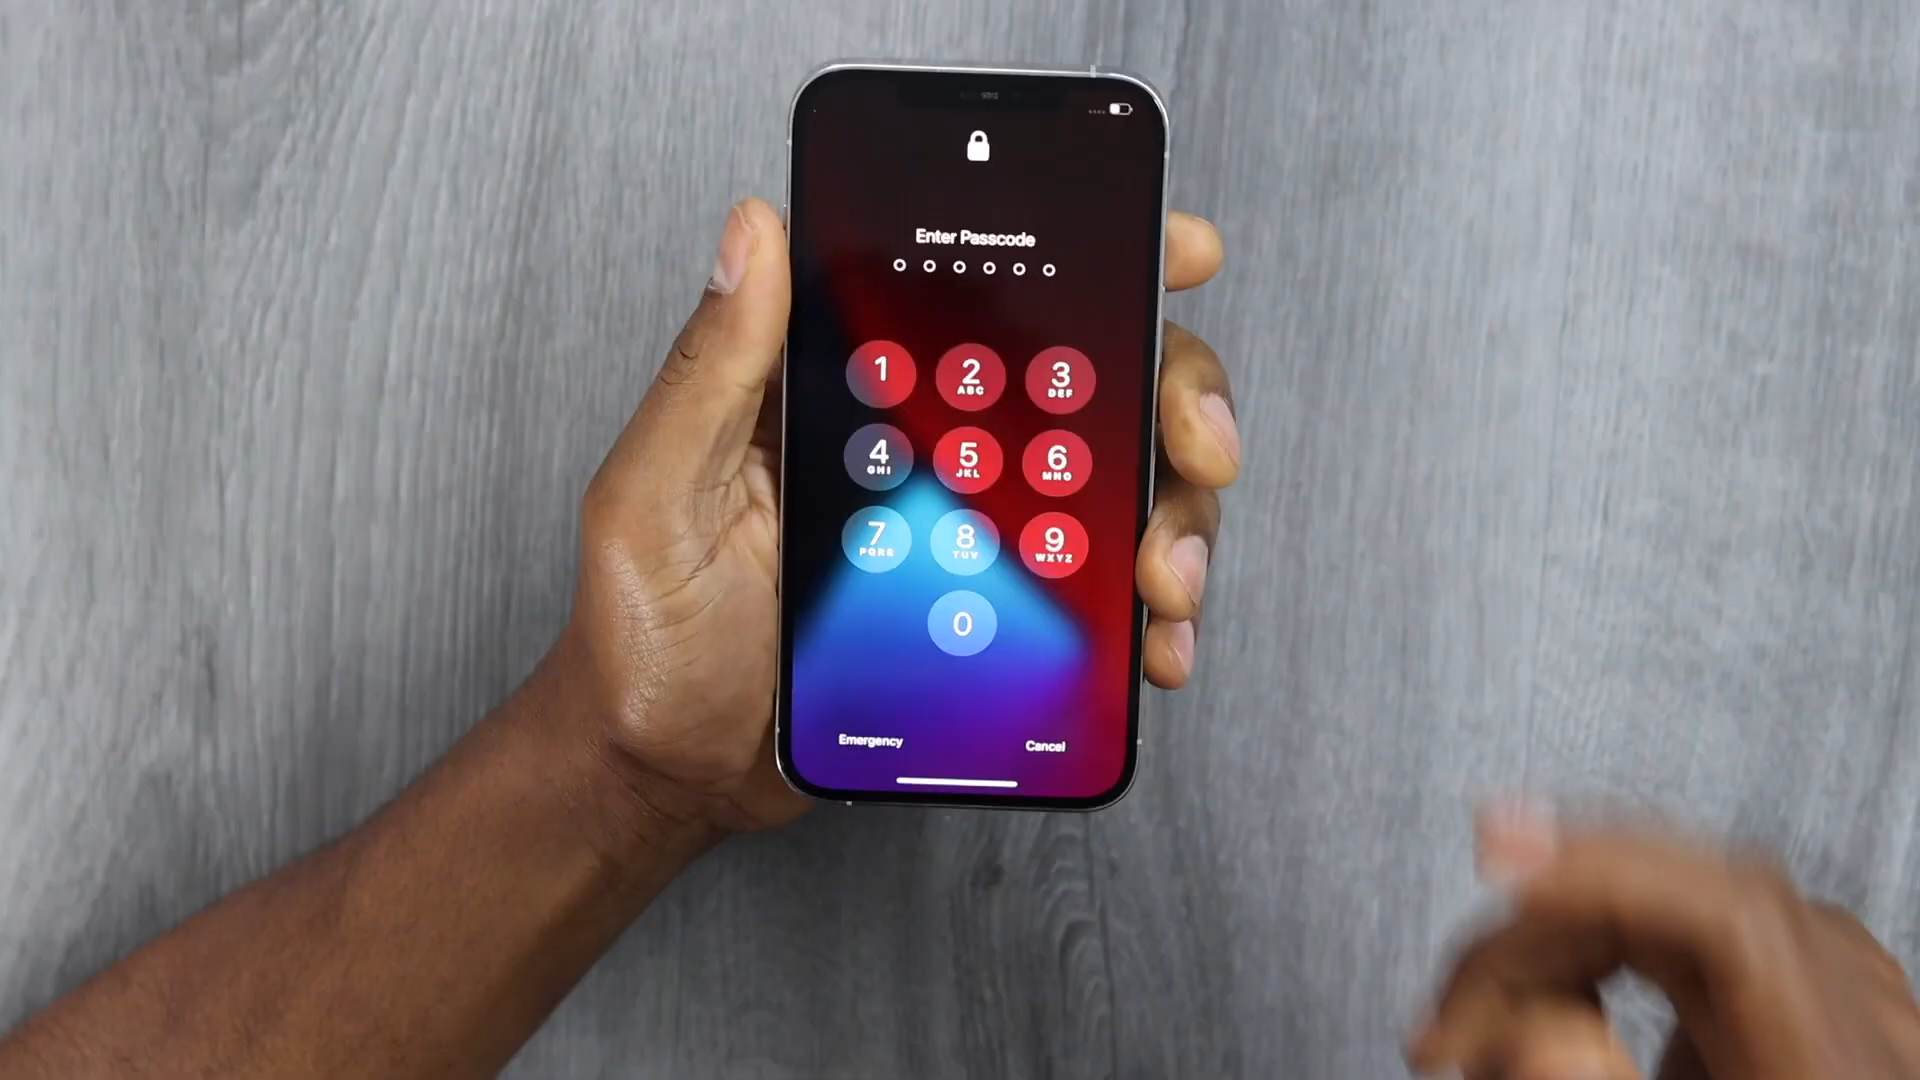 Enter Passcode
1 2 3
ABC DEF
4 5 6
GHI JKL MNO
7 8 9
PQRS TUV WXYZ
0
Emergency Cancel